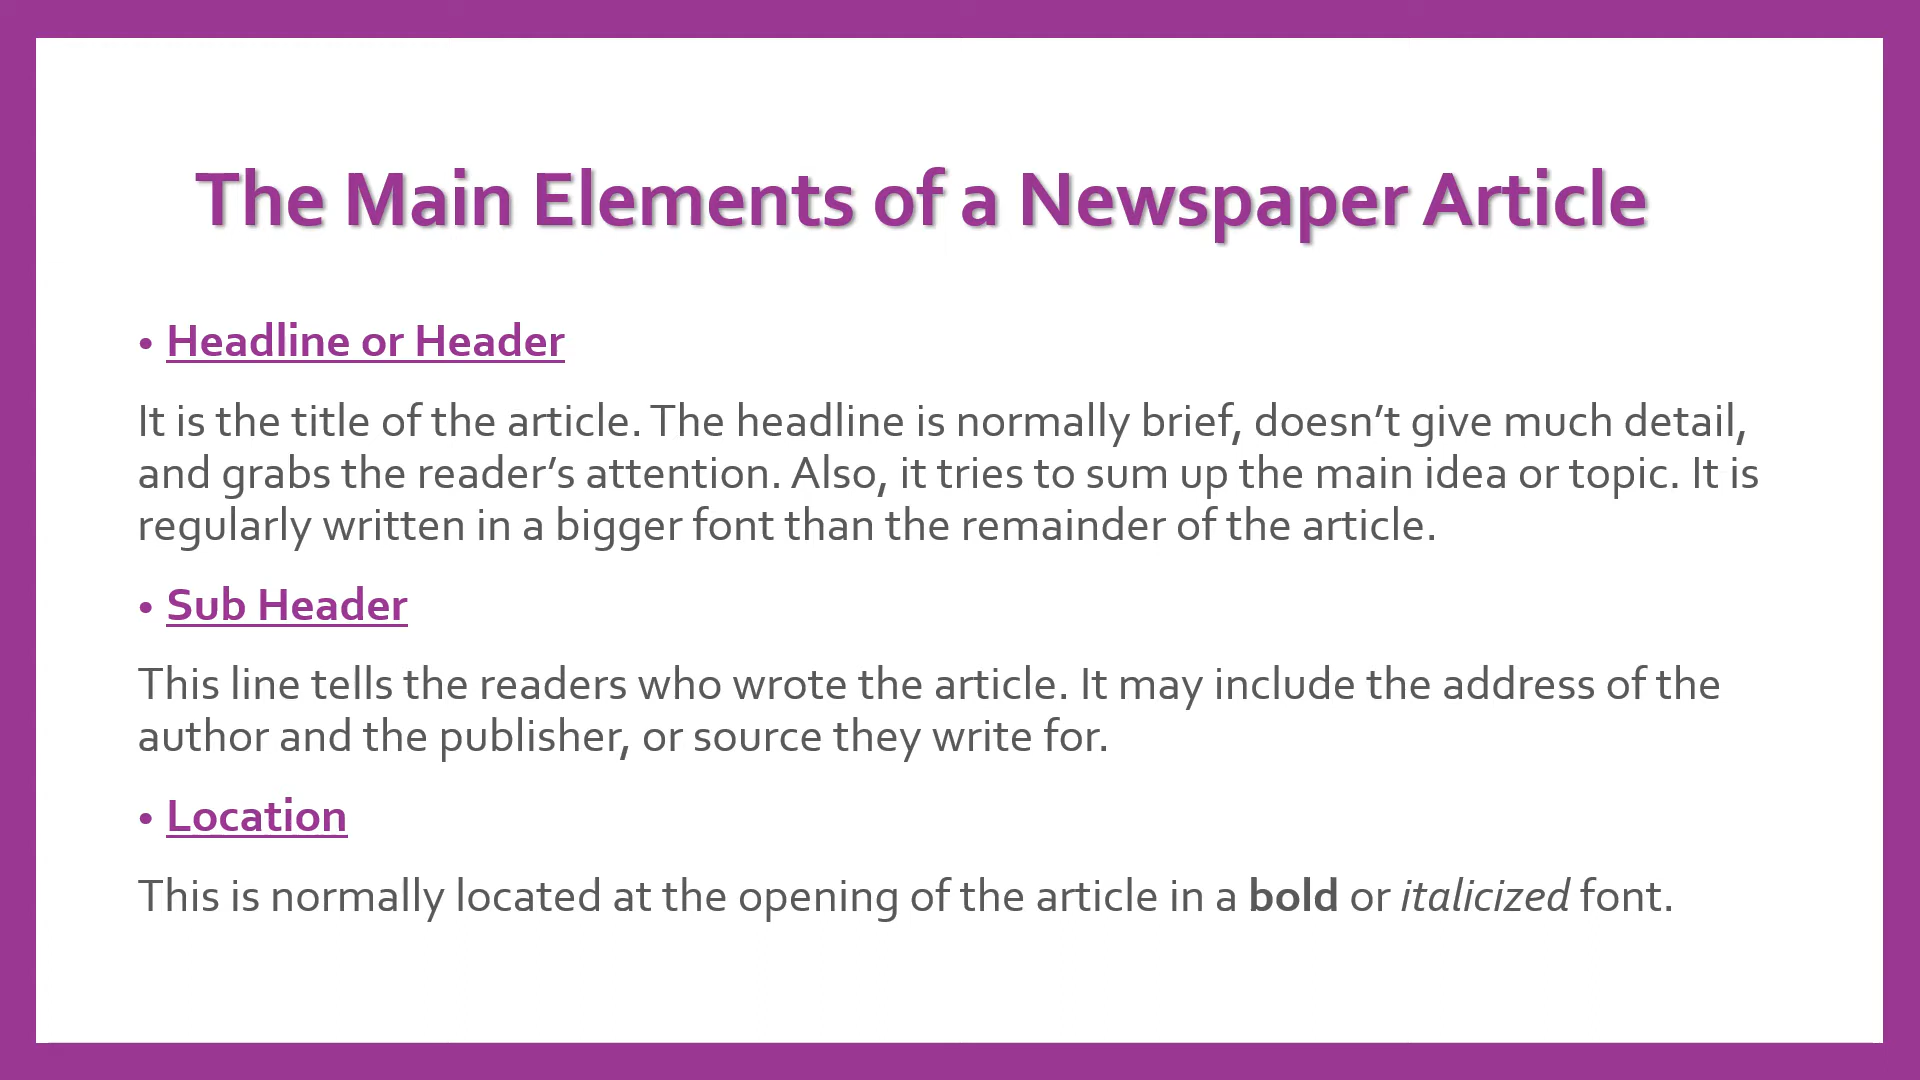 The Main Elements of a Newspaper Article
• Headline or Header
It is the title of the article. The headline is normally brief, doesn’t give much detail,
and grabs the reader’s attention. Also, it tries to sum up the main idea or topic. It is
regularly written in a bigger font than the remainder of the article.
• Sub Header
This line tells the readers who wrote the article. It may include the address of the
author and the publisher, or source they write for.
• Location
This is normally located at the opening of the article in a bold or italicized font.